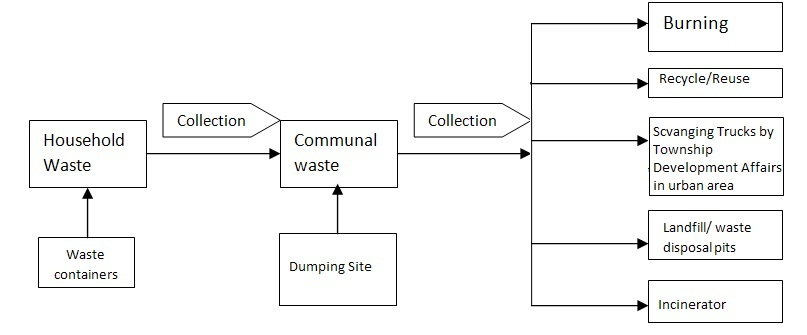 Household
Waste
Waste
containers
Collection
Communal
waste
Dumping Site
Collection
Burning
Recycle/Reuse
Scvanging Trucks by
Township
Development Affairs
in urban area
Landfill/ waste
disposal pits
Incinerator